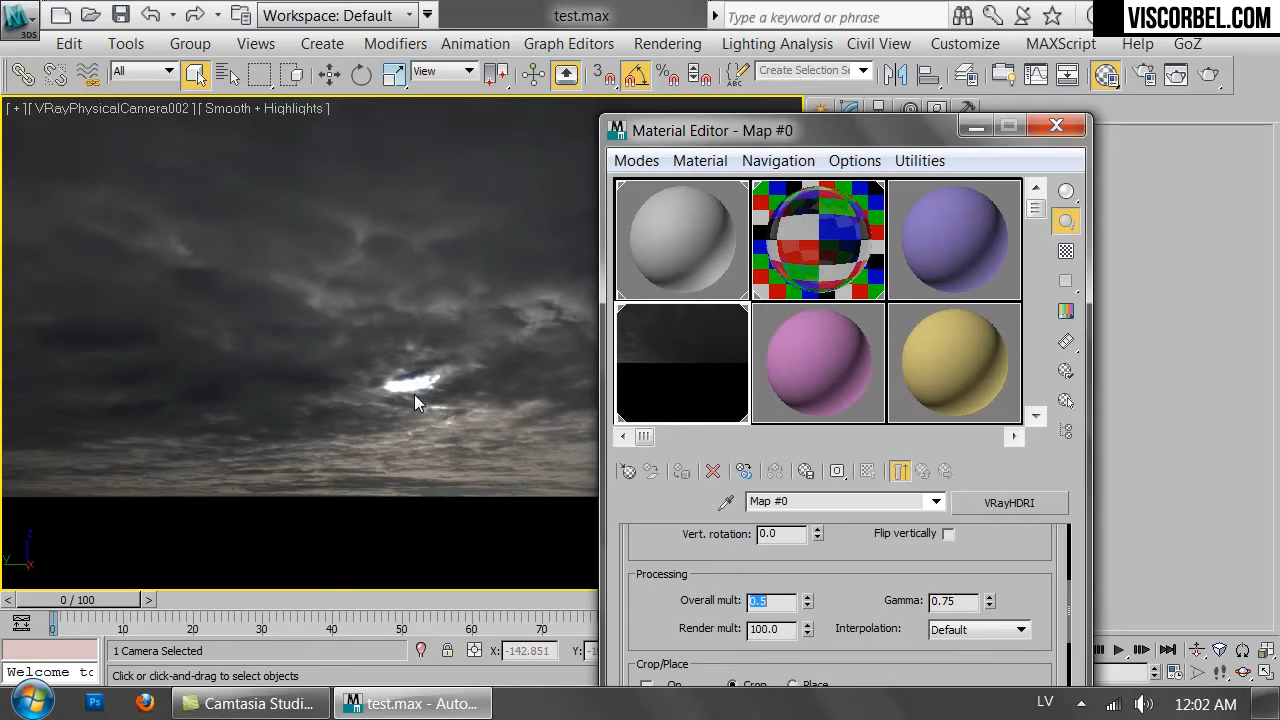 Workspace: Default
test.max
Type a keyword or phrase
VISCORBEL.COM
3DS
Edit
Tools
Group
Views
Create
Modifiers
Animation
Graph Editors
Rendering
Lighting Analysis
Civil View
Customize
MAXScript
Help
GoZ
All
View
3
ABC
Create Selection Se
[ + ][ VRayPhysicalCamera002 ][ Smooth + Highlights ]
Material Editor - Map #0
Modes
Material
Navigation
Options
Utilities
Map #0
VRayHDRI
Vert. rotation: 0.0
Flip vertically
Processing
Overall mult: 0.5
Gamma: 0.75
Render mult: 100.0
Interpolation: Default
Crop/Place
On
Crop
Place
z
y
x
< 0 / 100 >
0
10
20
30
40
50
60
70
1 Camera Selected
X: -142.851
Y:
Welcome to
Click or click-and-drag to select objects
Camtasia Studi...
test.max - Auto...
LV
12:02 AM